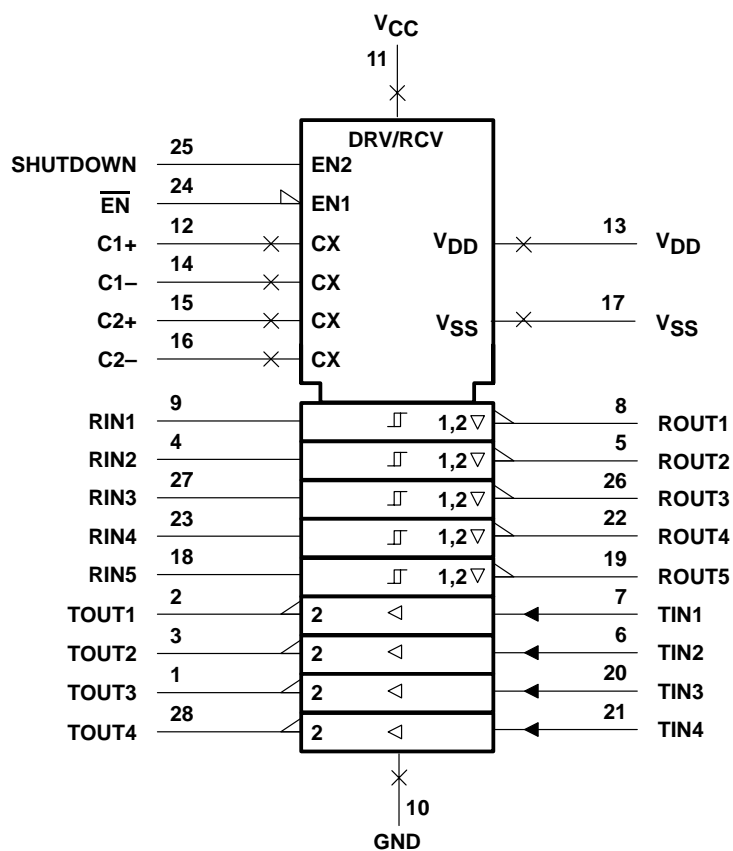 VCC
11
DRV/RCV
SHUTDOWN 25 EN2
EN 24 EN1
C1+ 12 CX VDD 13 VDD
C1– 14 CX
C2+ 15 CX VSS 17 VSS
C2– 16 CX
RIN1 9 1,2 8 ROUT1
RIN2 4 1,2 5 ROUT2
RIN3 27 1,2 26 ROUT3
RIN4 23 1,2 22 ROUT4
RIN5 18 1,2 19 ROUT5
TOUT1 2 2 7 TIN1
TOUT2 3 2 6 TIN2
TOUT3 1 2 20 TIN3
TOUT4 28 2 21 TIN4
10
GND